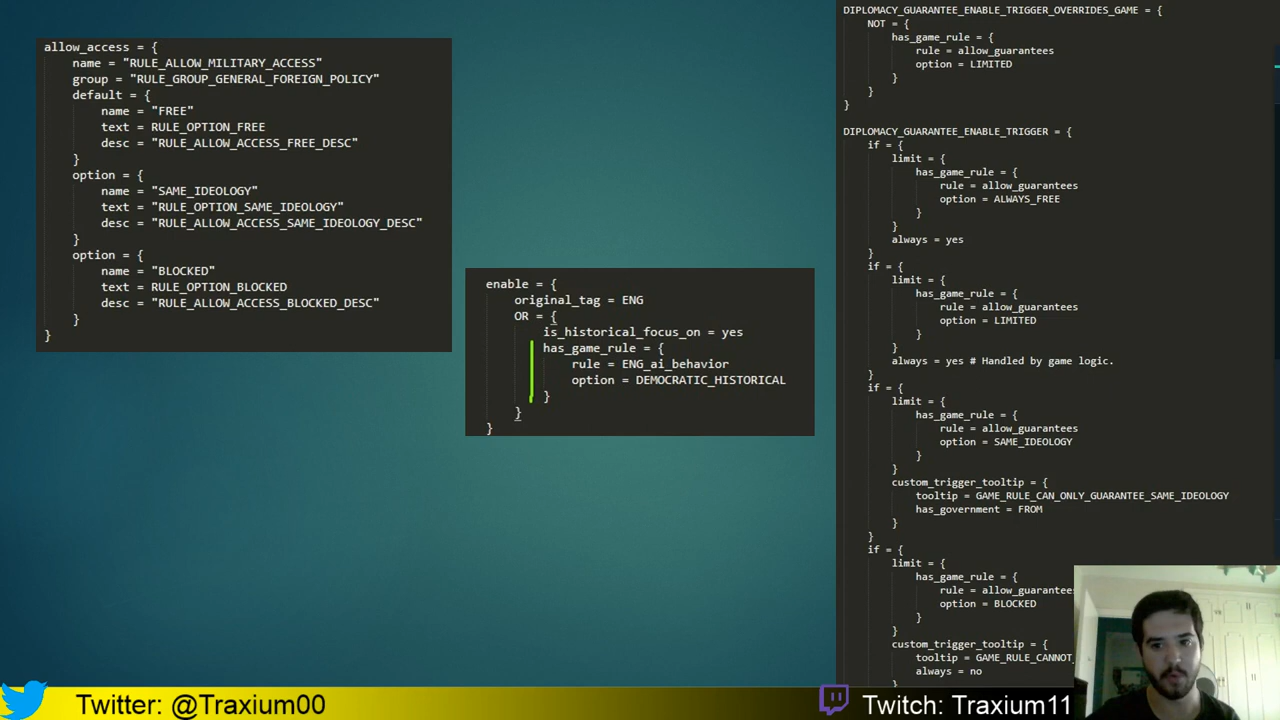 allow_access = {
name = "RULE_ALLOW_MILITARY_ACCESS"
group = "RULE_GROUP_GENERAL_FOREIGN_POLICY"
default = {
name = "FREE"
text = RULE_OPTION_FREE
desc = "RULE_ALLOW_ACCESS_FREE_DESC"
}
option = {
name = "SAME_IDEOLOGY"
text = "RULE_OPTION_SAME_IDEOLOGY"
desc = "RULE_ALLOW_ACCESS_SAME_IDEOLOGY_DESC"
}
option = {
name = "BLOCKED"
text = RULE_OPTION_BLOCKED
desc = "RULE_ALLOW_ACCESS_BLOCKED_DESC"
}
}
enable = {
original_tag = ENG
OR = {
is_historical_focus_on = yes
has_game_rule = {
rule = ENG_ai_behavior
option = DEMOCRATIC_HISTORICAL
}
}
}
DIPLOMACY_GUARANTEE_ENABLE_TRIGGER_OVERRIDES_GAME = {
NOT = {
has_game_rule = {
rule = allow_guarantees
option = LIMITED
}
}
}
DIPLOMACY_GUARANTEE_ENABLE_TRIGGER = {
if = {
limit = {
has_game_rule = {
rule = allow_guarantees
option = ALWAYS_FREE
}
}
always = yes
}
if = {
limit = {
has_game_rule = {
rule = allow_guarantees
option = LIMITED
}
}
always = yes # Handled by game logic.
}
if = {
limit = {
has_game_rule = {
rule = allow_guarantees
option = SAME_IDEOLOGY
}
}
custom_trigger_tooltip = {
tooltip = GAME_RULE_CAN_ONLY_GUARANTEE_SAME_IDEOLOGY
has_government = FROM
}
}
if = {
limit = {
has_game_rule = {
rule = allow_guarantees
option = BLOCKED
}
}
custom_trigger_tooltip = {
tooltip = GAME_RULE_CANNOT_
always = no
}
Twitter: @Traxium00
Twitch: Traxium11